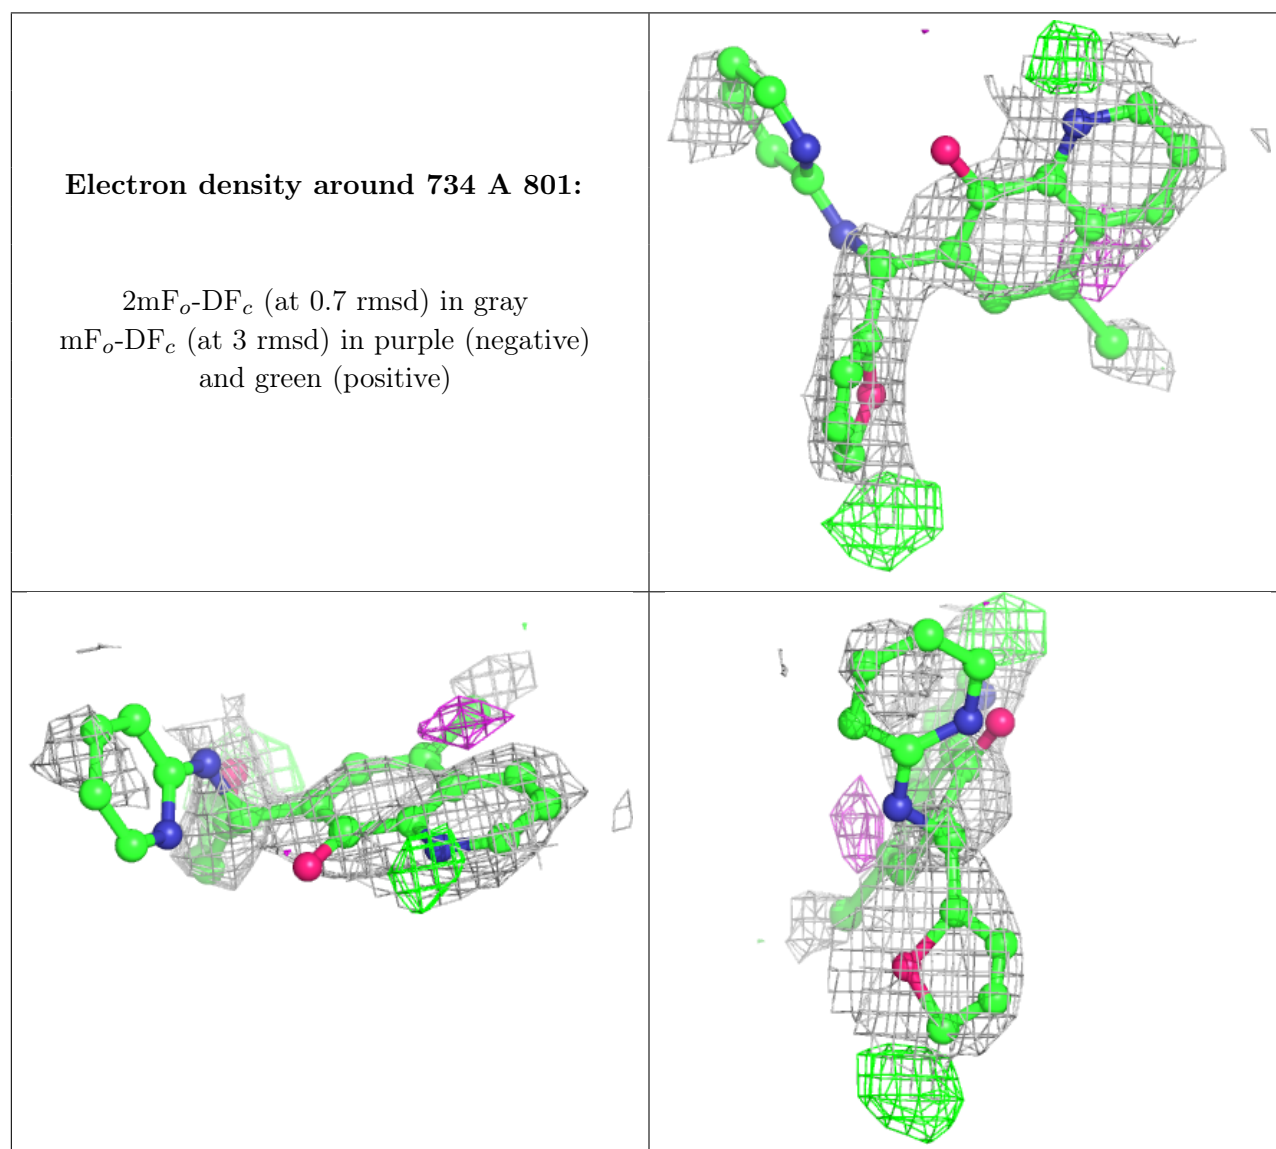 Electron density around 734 A 801:
2mFₒ-DF𝑐 (at 0.7 rmsd) in gray
mFₒ-DF𝑐 (at 3 rmsd) in purple (negative)
and green (positive)